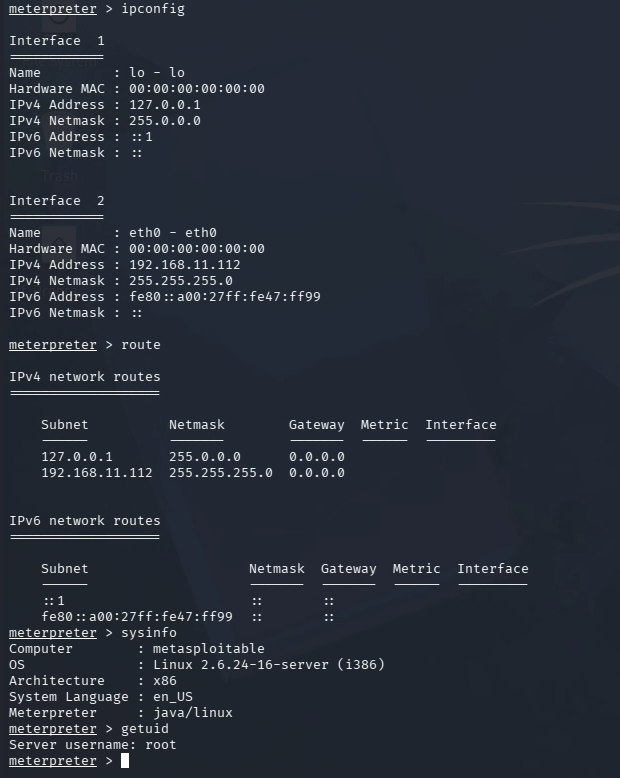 meterpreter > ipconfig
Interface  1
============
Name         : lo - lo
Hardware MAC : 00:00:00:00:00:00
IPv4 Address : 127.0.0.1
IPv4 Netmask : 255.0.0.0
IPv6 Address : ::1
IPv6 Netmask : ::
Trash
Interface  2
============
Name         : eth0 - eth0
Hardware MAC : 00:00:00:00:00:00
IPv4 Address : 192.168.11.112
IPv4 Netmask : 255.255.255.0
IPv6 Address : fe80::a00:27ff:fe47:ff99
IPv6 Netmask : ::
meterpreter > route
IPv4 network routes
===================
    Subnet          Netmask        Gateway  Metric  Interface
    ------          -------        -------  ------  ---------
    127.0.0.1       255.0.0.0      0.0.0.0
    192.168.11.112  255.255.255.0  0.0.0.0
IPv6 network routes
===================
    Subnet                    Netmask  Gateway  Metric  Interface
    ------                    -------  -------  ------  ---------
    ::1                       ::       ::
    fe80::a00:27ff:fe47:ff99  ::       ::
meterpreter > sysinfo
Computer        : metasploitable
OS              : Linux 2.6.24-16-server (i386)
Architecture    : x86
System Language : en_US
Meterpreter     : java/linux
meterpreter > getuid
Server username: root
meterpreter >